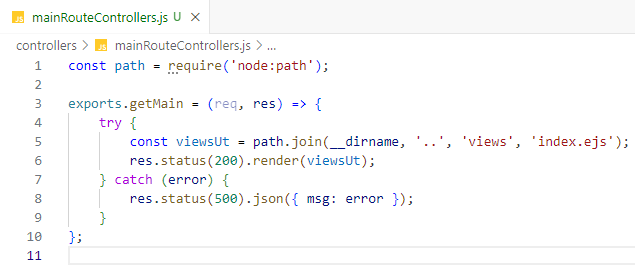 JS mainRouteControllers.js U ×
controllers > JS mainRouteControllers.js > ...
1 const path = require('node:path');
2
3 exports.getMain = (req, res) => {
4     try {
5         const viewsUt = path.join(__dirname, '..', 'views', 'index.ejs');
6         res.status(200).render(viewsUt);
7     } catch (error) {
8         res.status(500).json({ msg: error });
9     }
10 };
11